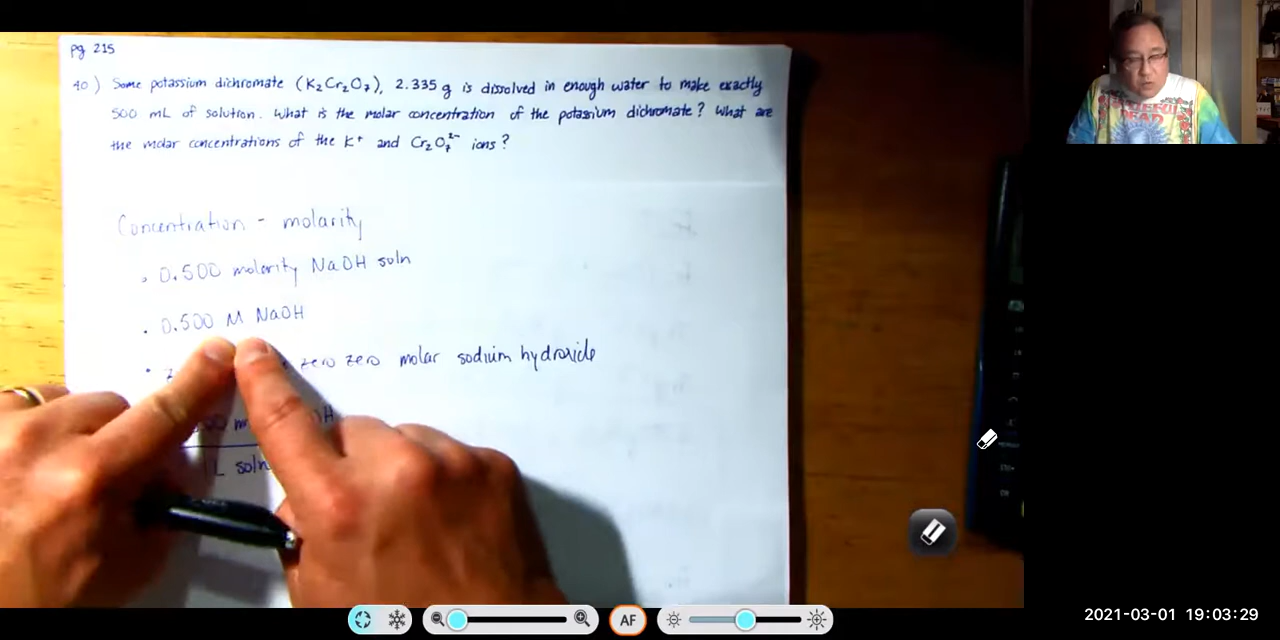 pg 215
40.) Some potassium dichromate (K₂Cr₂O₇), 2.335 g is dissolved in enough water to make exactly
500 mL of solution. What is the molar concentration of the potassium dichromate? What are
the molar concentrations of the K⁺ and Cr₂O₇²⁻ ions?
Concentration - molarity
• 0.500 molarity NaOH soln
• 0.500 M NaOH
• zero zero molar sodium hydroxide
L soln
AF
2021-03-01 19:03:29